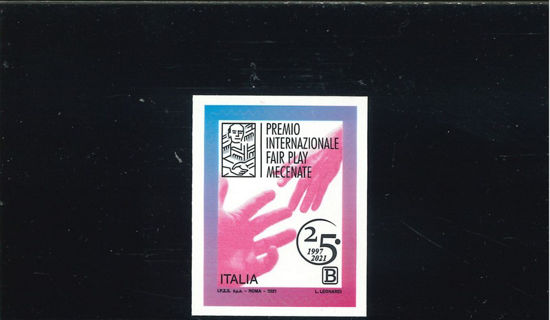 PREMIO
INTERNAZIONALE
FAIR PLAY
MECENATE
25°
1997
2021
ITALIA
B
I.P.Z.S. S.p.A. - ROMA - 2021
L. LEONARDI